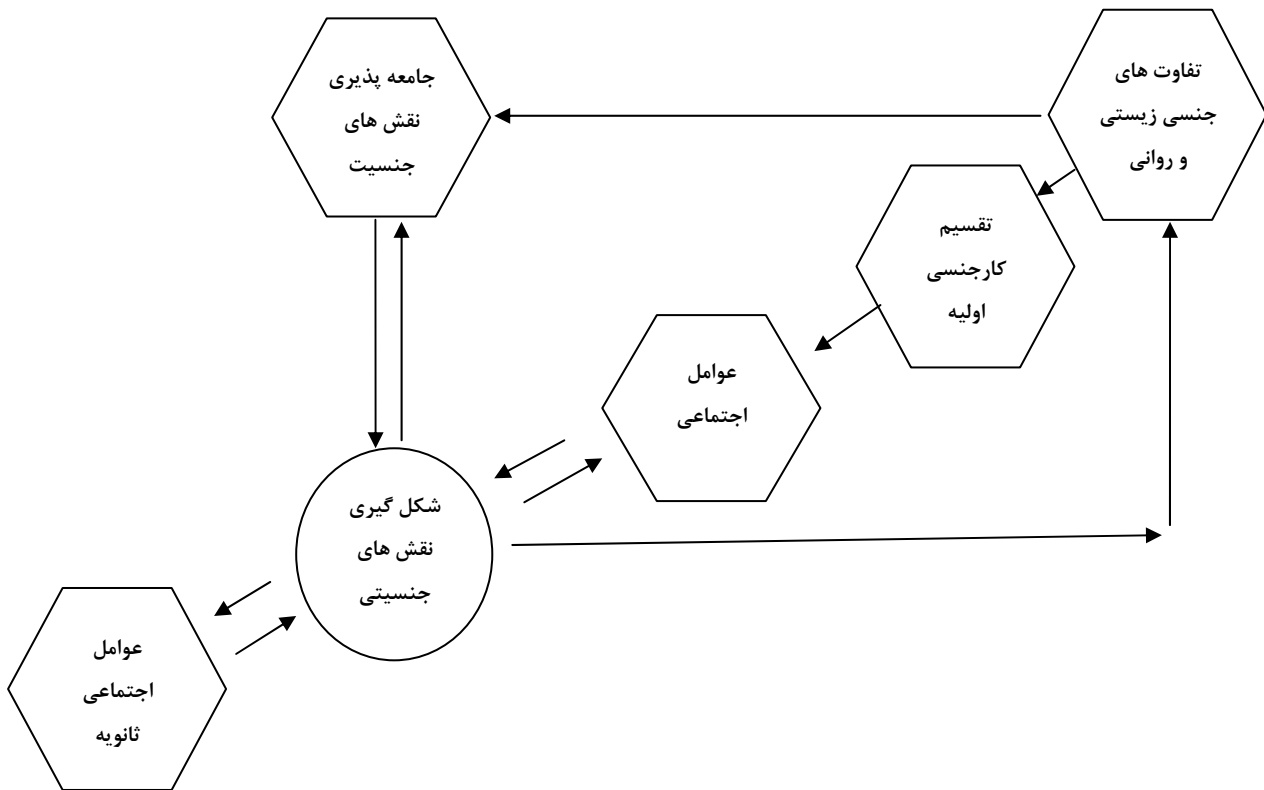 تفاوت های
جنسی زیستی
و روانی
جامعه پذیری
نقش های
جنسیت
تقسیم
کارجنسی
اولیه
عوامل
اجتماعی
شکل گیری
نقش های
جنسیتی
عوامل
اجتماعی
ثانویه